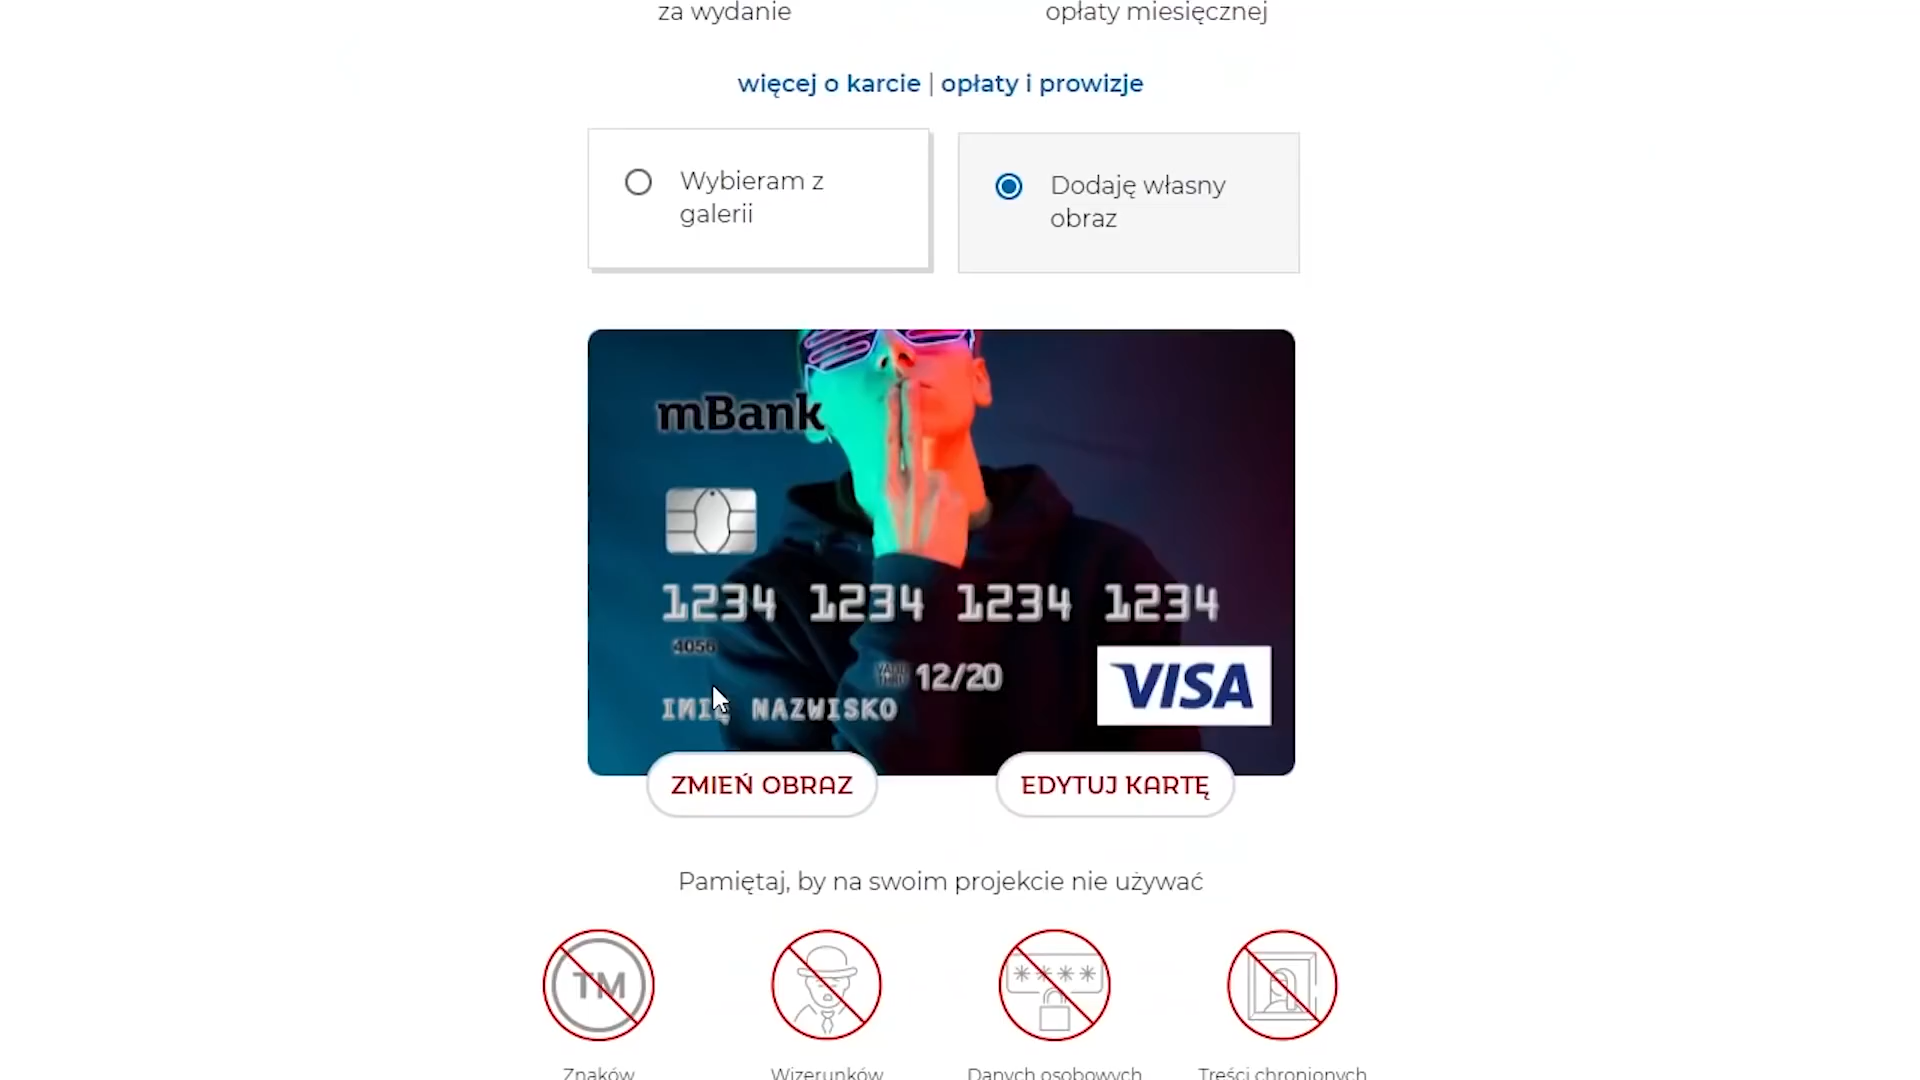 za wydanie
opłaty miesięcznej
więcej o karcie | opłaty i prowizje
Wybieram z
galerii
Dodaję własny
obraz
mBank
1234 1234 1234 1234
4056
VALID
THRU
12/20
IMIĘ NAZWISKO
VISA
ZMIEŃ OBRAZ
EDYTUJ KARTĘ
Pamiętaj, by na swoim projekcie nie używać
TM
****
Znaków
Wizerunków
Danych osobowych
Treści chronionych